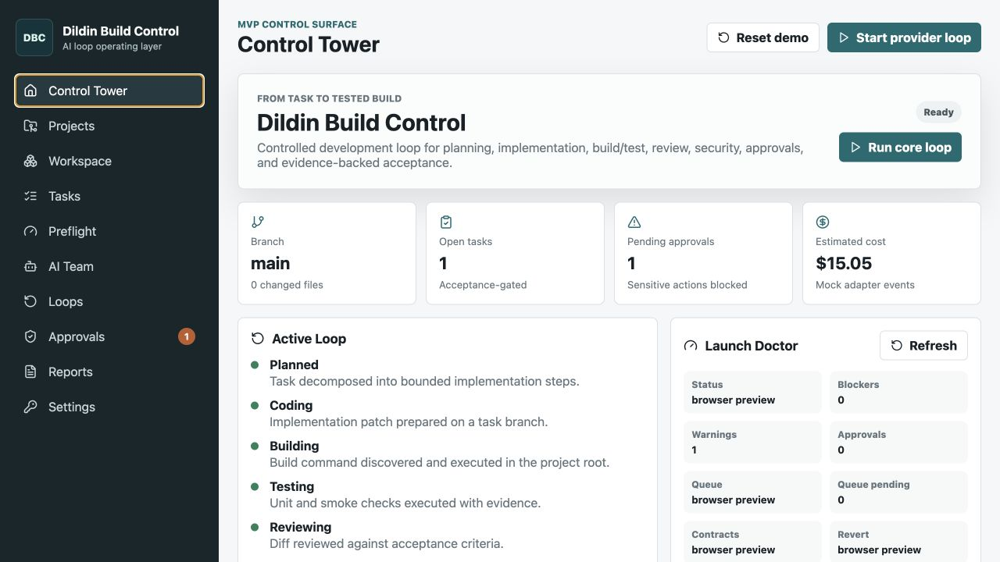 DBC
Dildin Build Control
AI loop operating layer
Control Tower
Projects
Workspace
Tasks
Preflight
AI Team
Loops
Approvals
1
Reports
Settings
MVP CONTROL SURFACE
Control Tower
Reset demo
Start provider loop
FROM TASK TO TESTED BUILD
Dildin Build Control
Controlled development loop for planning, implementation, build/test, review, security, approvals,
and evidence-backed acceptance.
Ready
Run core loop
Branch
main
0 changed files
Open tasks
1
Acceptance-gated
Pending approvals
1
Sensitive actions blocked
Estimated cost
$15.05
Mock adapter events
Active Loop
Planned
Task decomposed into bounded implementation steps.
Coding
Implementation patch prepared on a task branch.
Building
Build command discovered and executed in the project root.
Testing
Unit and smoke checks executed with evidence.
Reviewing
Diff reviewed against acceptance criteria.
Launch Doctor
Refresh
Status
browser preview
Blockers
0
Warnings
1
Approvals
0
Queue
browser preview
Queue pending
0
Contracts
browser preview
Revert
browser preview